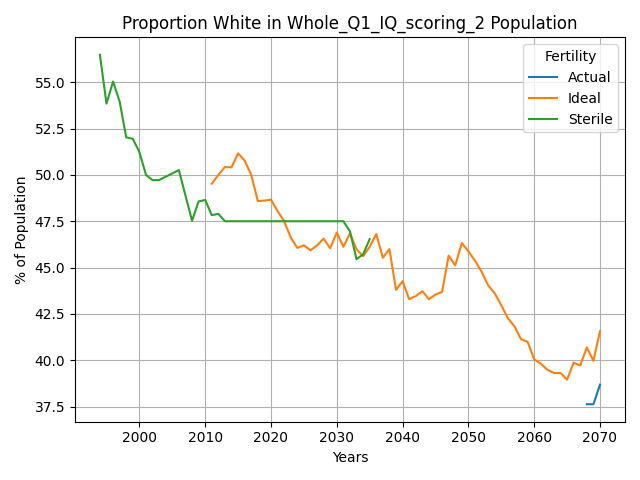 Proportion White in Whole_Q1_IQ_scoring_2 Population
Fertility
Actual
Ideal
Sterile
% of Population
55.0
52.5
50.0
47.5
45.0
42.5
40.0
37.5
2000 2010 2020 2030 2040 2050 2060 2070
Years